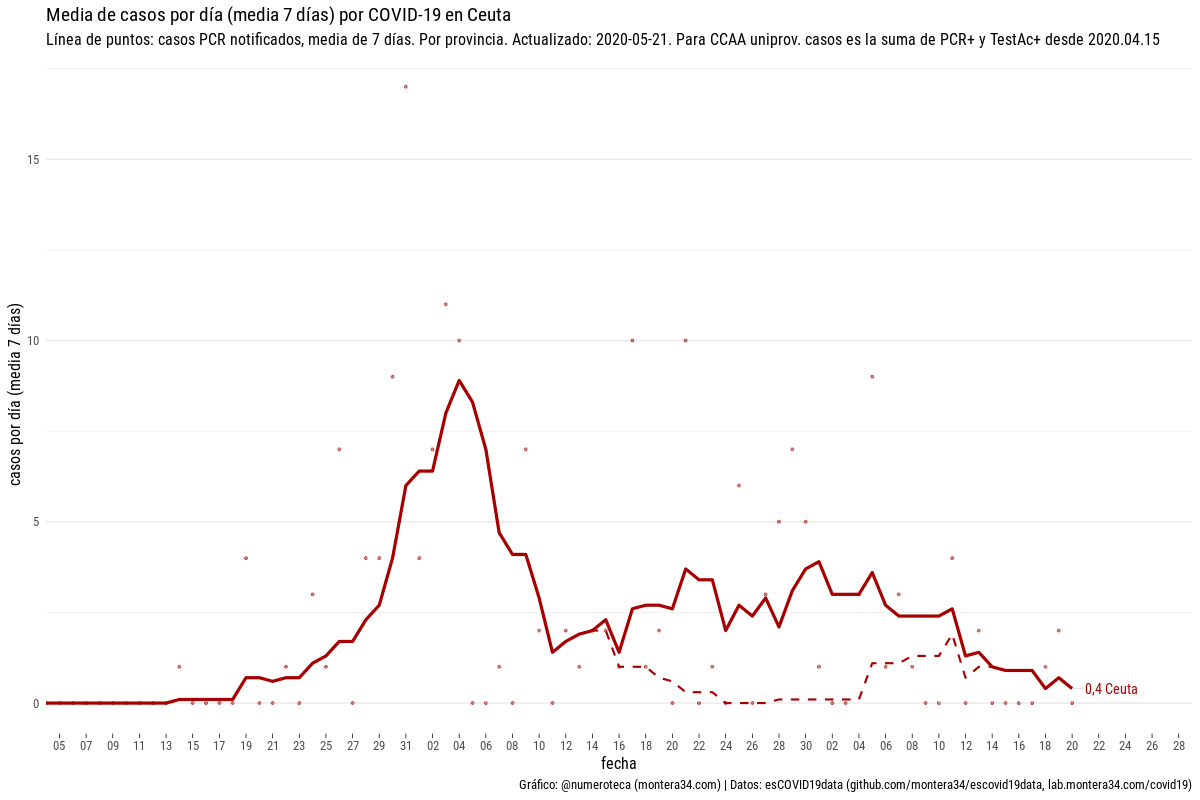 Media de casos por día (media 7 días) por COVID-19 en Ceuta
Línea de puntos: casos PCR notificados, media de 7 días. Por provincia. Actualizado: 2020-05-21. Para CCAA uniprov. casos es la suma de PCR+ y TestAc+ desde 2020.04.15
casos por día (media 7 días)
15
10
5
0
0,4 Ceuta
05 07 09 11 13 15 17 19 21 23 25 27 29 31 02 04 06 08 10 12 14 16 18 20 22 24 26 28 30 02 04 06 08 10 12 14 16 18 20 22 24 26 28
fecha
Gráfico: @numeroteca (montera34.com) | Datos: esCOVID19data (github.com/montera34/escovid19data, lab.montera34.com/covid19)